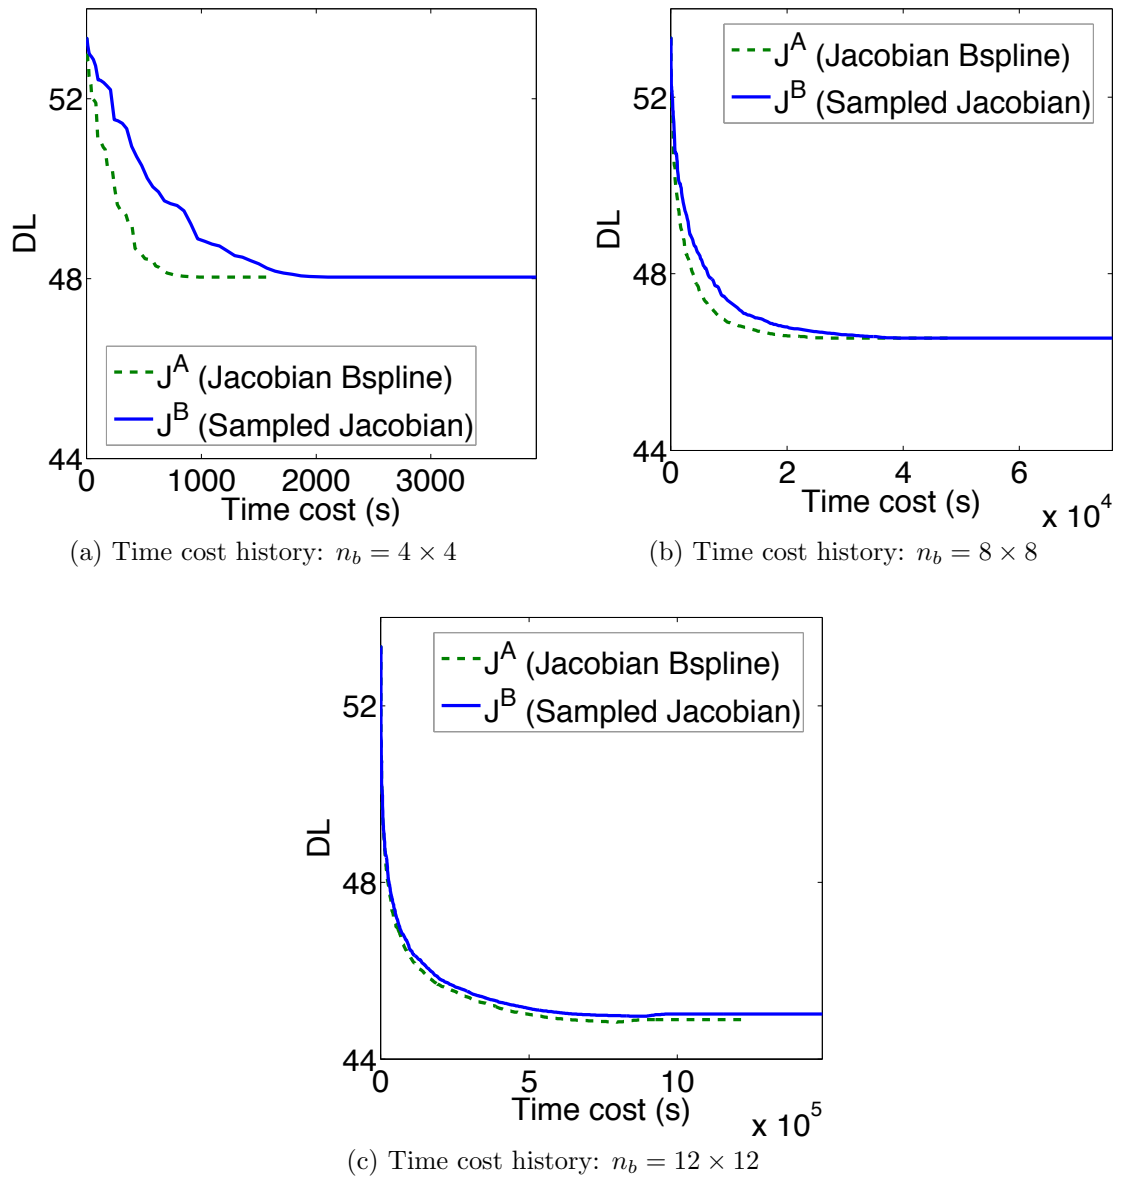 52
48
44
DL
J^A (Jacobian Bspline)
J^B (Sampled Jacobian)
0 1000 2000 3000
Time cost (s)
(a) Time cost history: n_b = 4 × 4
J^A (Jacobian Bspline)
J^B (Sampled Jacobian)
52
48
44
DL
0 2 4 6
Time cost (s)
x 10^4
(b) Time cost history: n_b = 8 × 8
J^A (Jacobian Bspline)
J^B (Sampled Jacobian)
52
48
44
DL
0 5 10
Time cost (s)
x 10^5
(c) Time cost history: n_b = 12 × 12